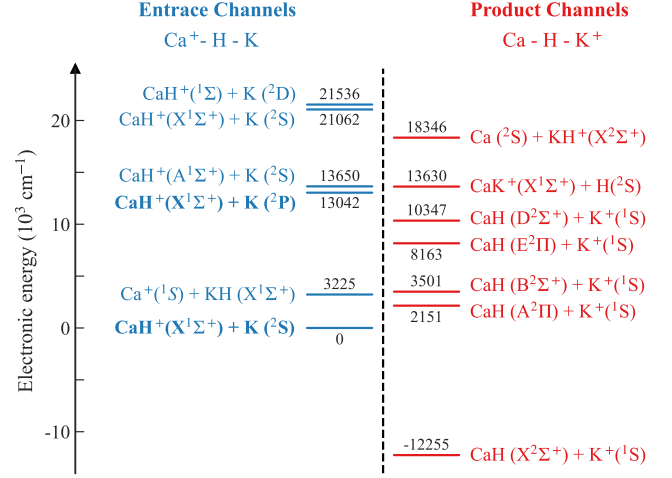 Entrace Channels
Ca⁺- H - K
Product Channels
Ca - H - K⁺
Electronic energy (10³ cm⁻¹)
20
10
0
-10
CaH⁺(¹Σ) + K (²D)
21536
CaH⁺(X¹Σ⁺) + K (²S)
21062
CaH⁺(A¹Σ⁺) + K (²S)
13650
CaH⁺(X¹Σ⁺) + K (²P)
13042
Ca⁺(¹S) + KH (X¹Σ⁺)
3225
CaH⁺(X¹Σ⁺) + K (²S)
0
18346
Ca (²S) + KH⁺(X²Σ⁺)
13630
CaK⁺(X¹Σ⁺) + H(²S)
10347
CaH (D²Σ⁺) + K⁺(¹S)
8163
CaH (E²Π) + K⁺(¹S)
3501
CaH (B²Σ⁺) + K⁺(¹S)
2151
CaH (A²Π) + K⁺(¹S)
-12255
CaH (X²Σ⁺) + K⁺(¹S)